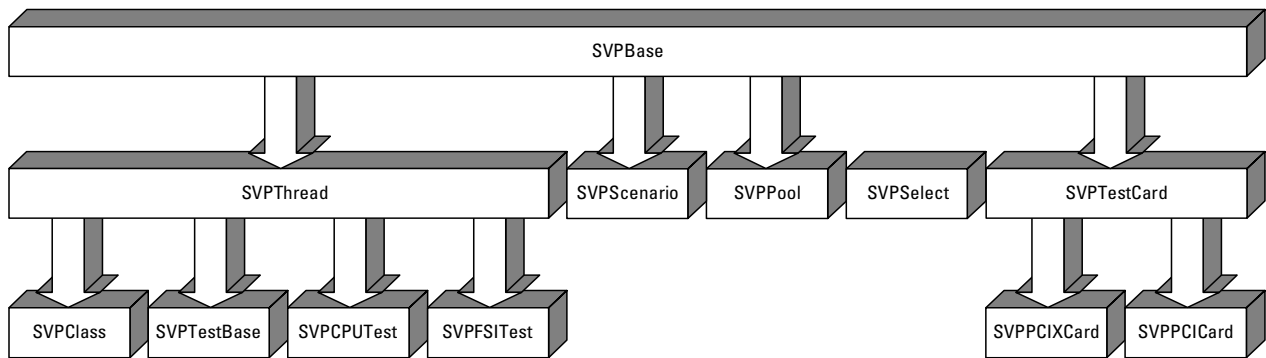 SVPBase
SVPThread
SVPScenario
SVPPool
SVPSelect
SVPTestCard
SVPClass
SVPTestBase
SVPCPUTest
SVPFSITest
SVPPCIXCard
SVPPCICard